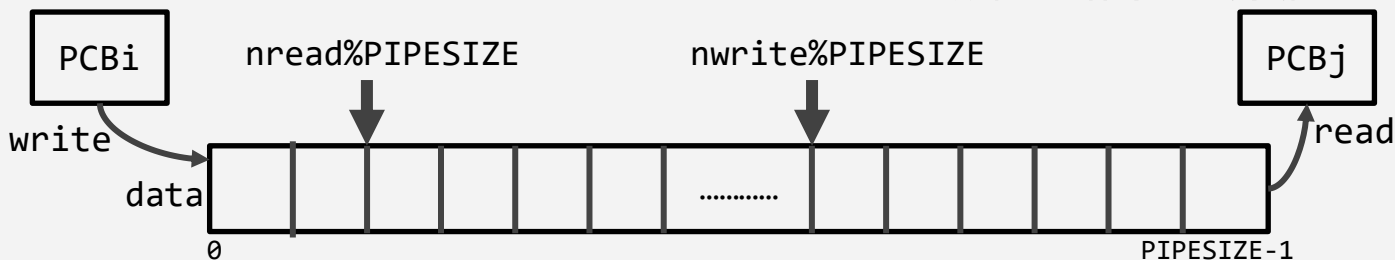 PCBi
nread%PIPESIZE
nwrite%PIPESIZE
PCBj
write
read
data
............
0
PIPESIZE-1